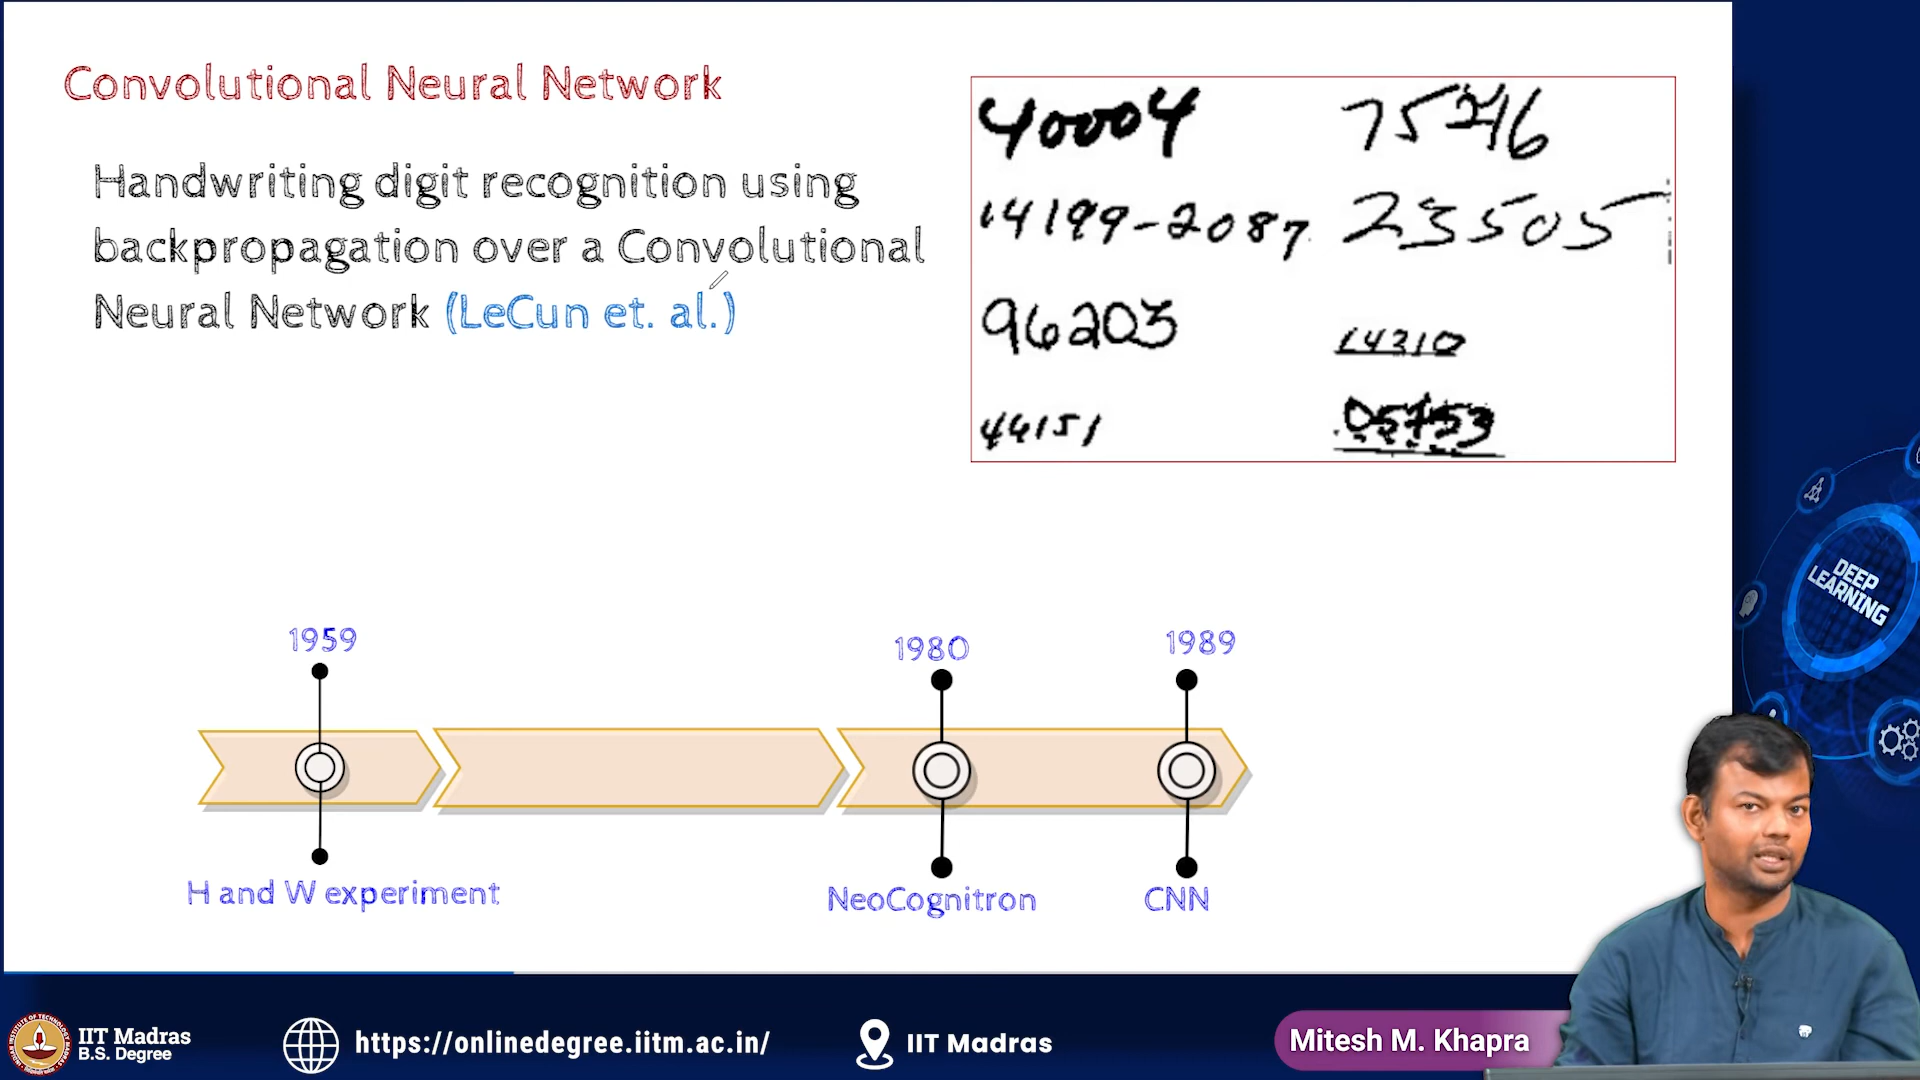 Convolutional Neural Network
Handwriting digit recognition using
backpropagation over a Convolutional
Neural Network (LeCun et. al.)
40004
14199-2087
23505
96203
14310
44151
05753
1959
1980
1989
H and W experiment
NeoCognitron
CNN
DEEP
LEARNING
IIT Madras
B.S. Degree
https://onlinedegree.iitm.ac.in/
IIT Madras
Mitesh M. Khapra